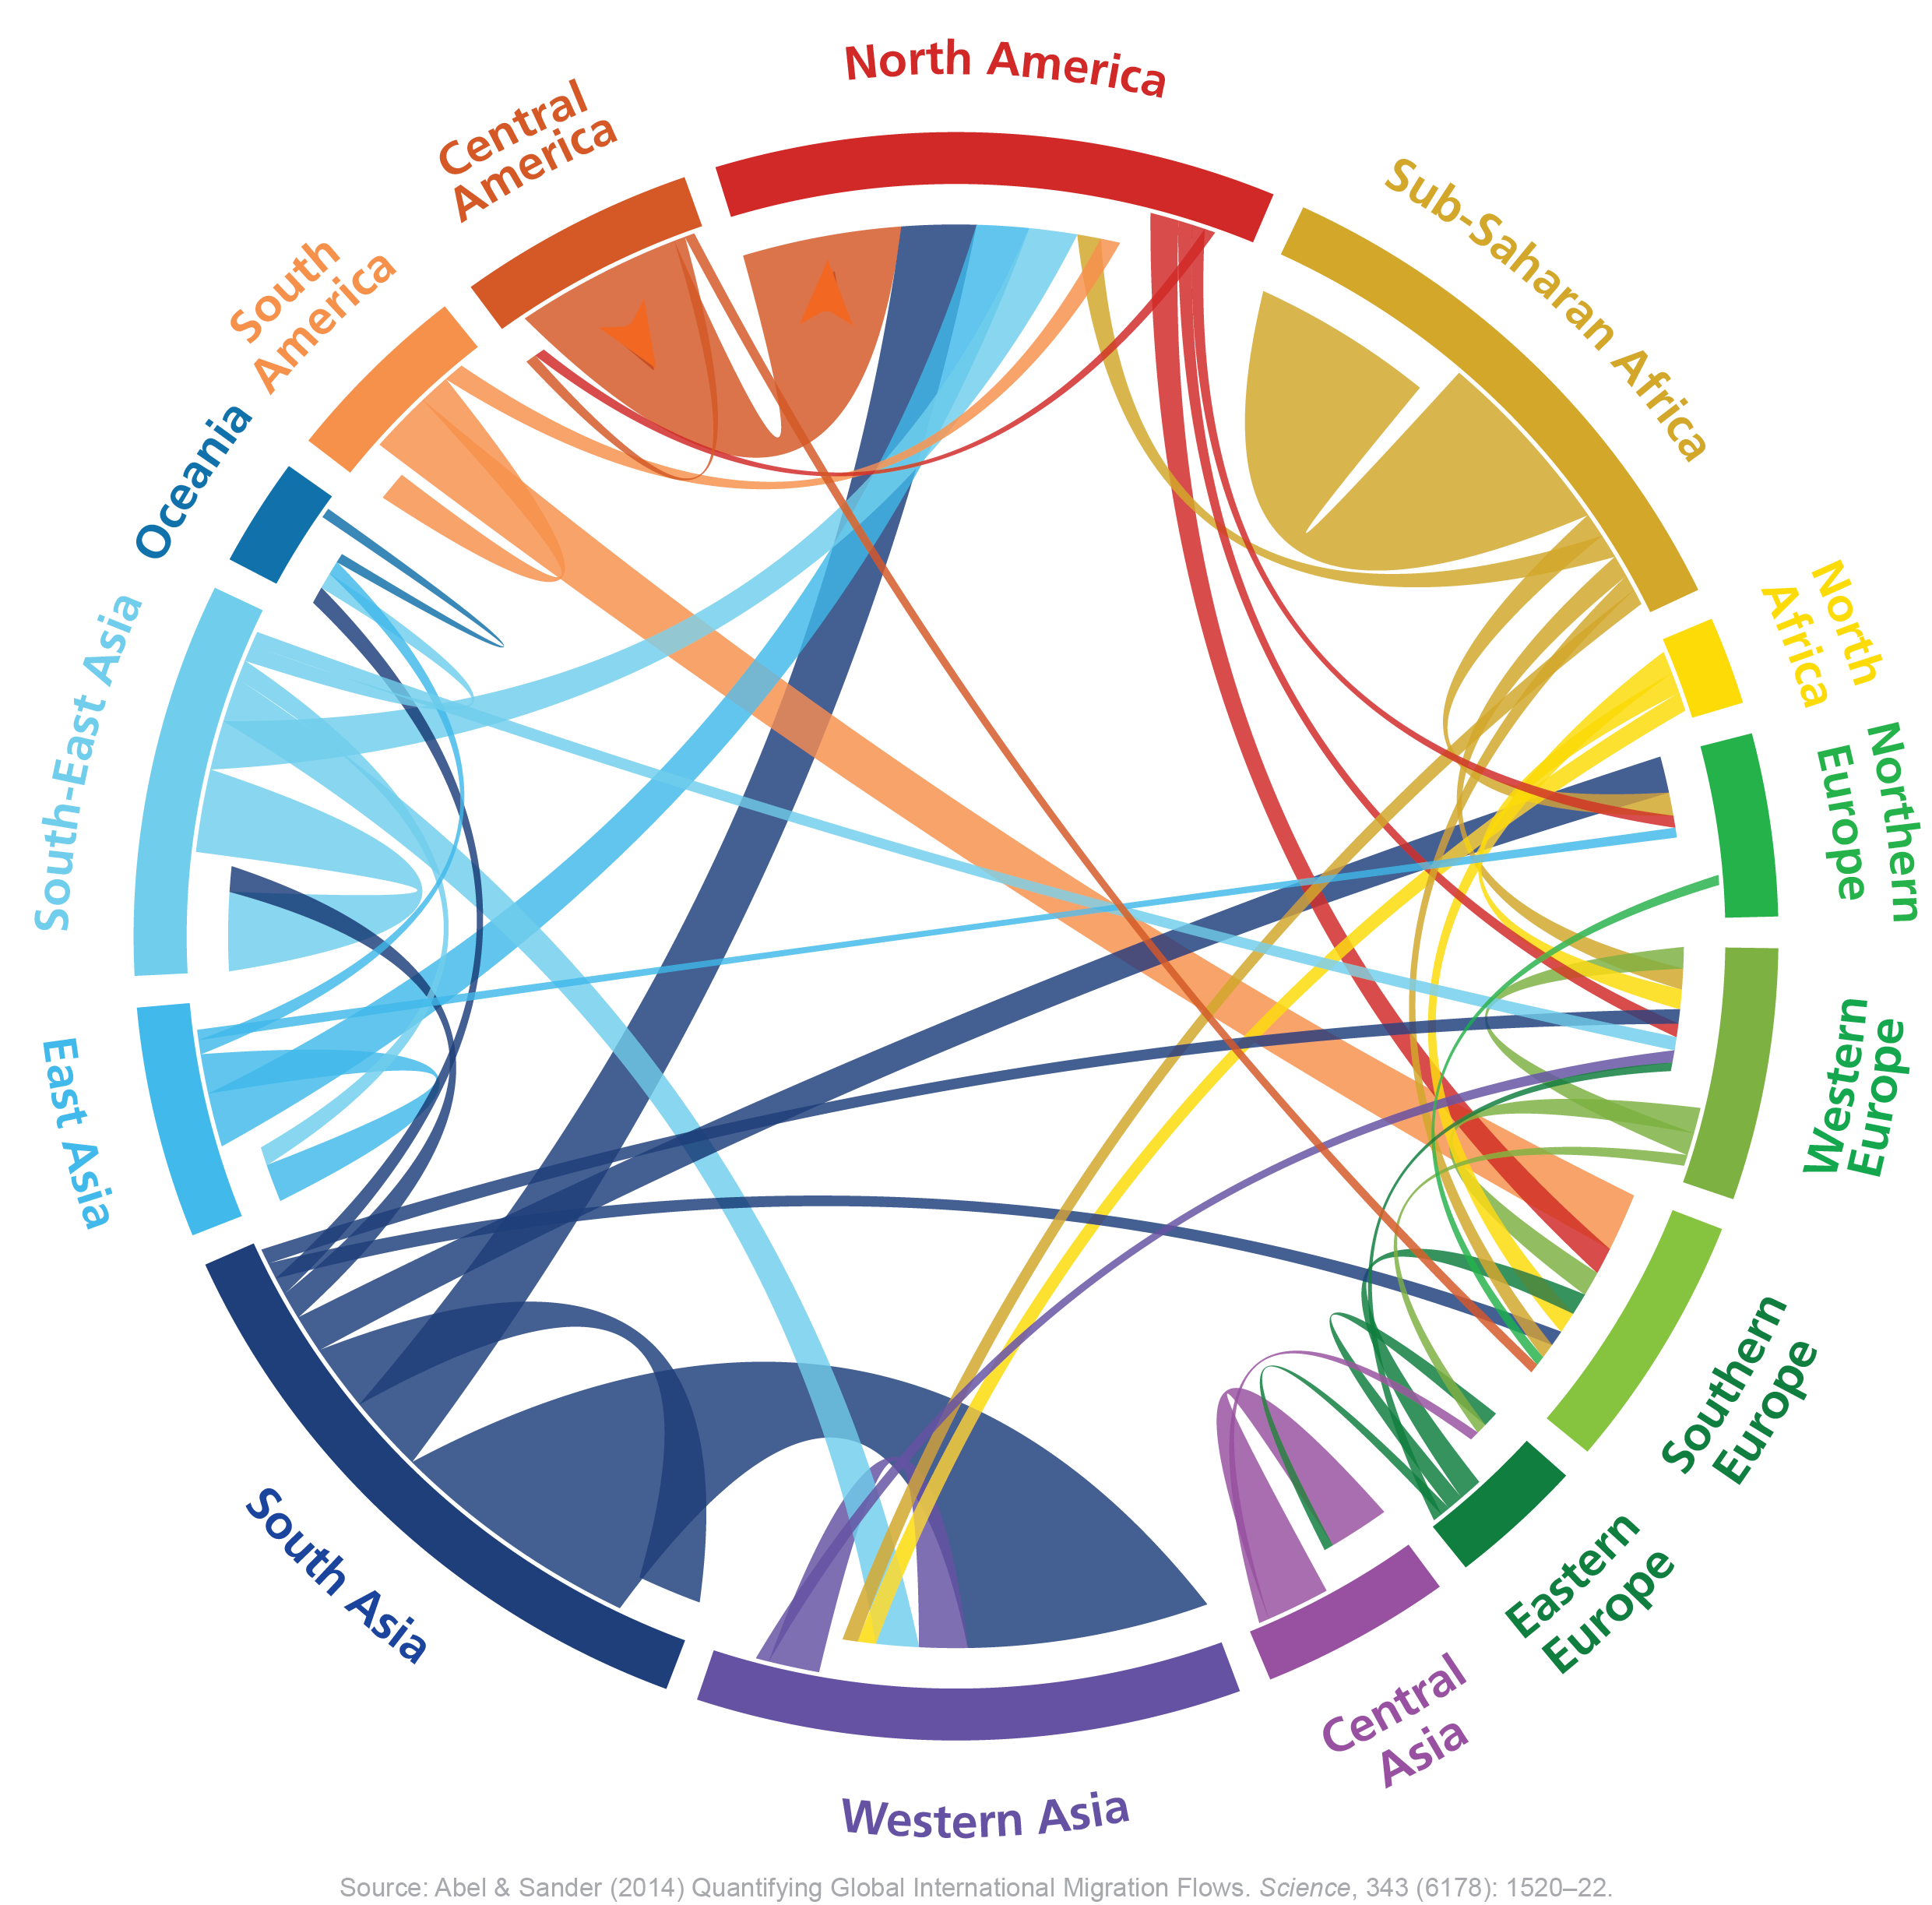 North America
Central
America
South
America
Oceania
South-East Asia
East Asia
South Asia
Western Asia
Central
Asia
Eastern
Europe
Southern
Europe
Western
Europe
Northern
Europe
North
Africa
Sub-Saharan Africa
Source: Abel & Sander (2014) Quantifying Global International Migration Flows. Science, 343 (6178): 1520–22.